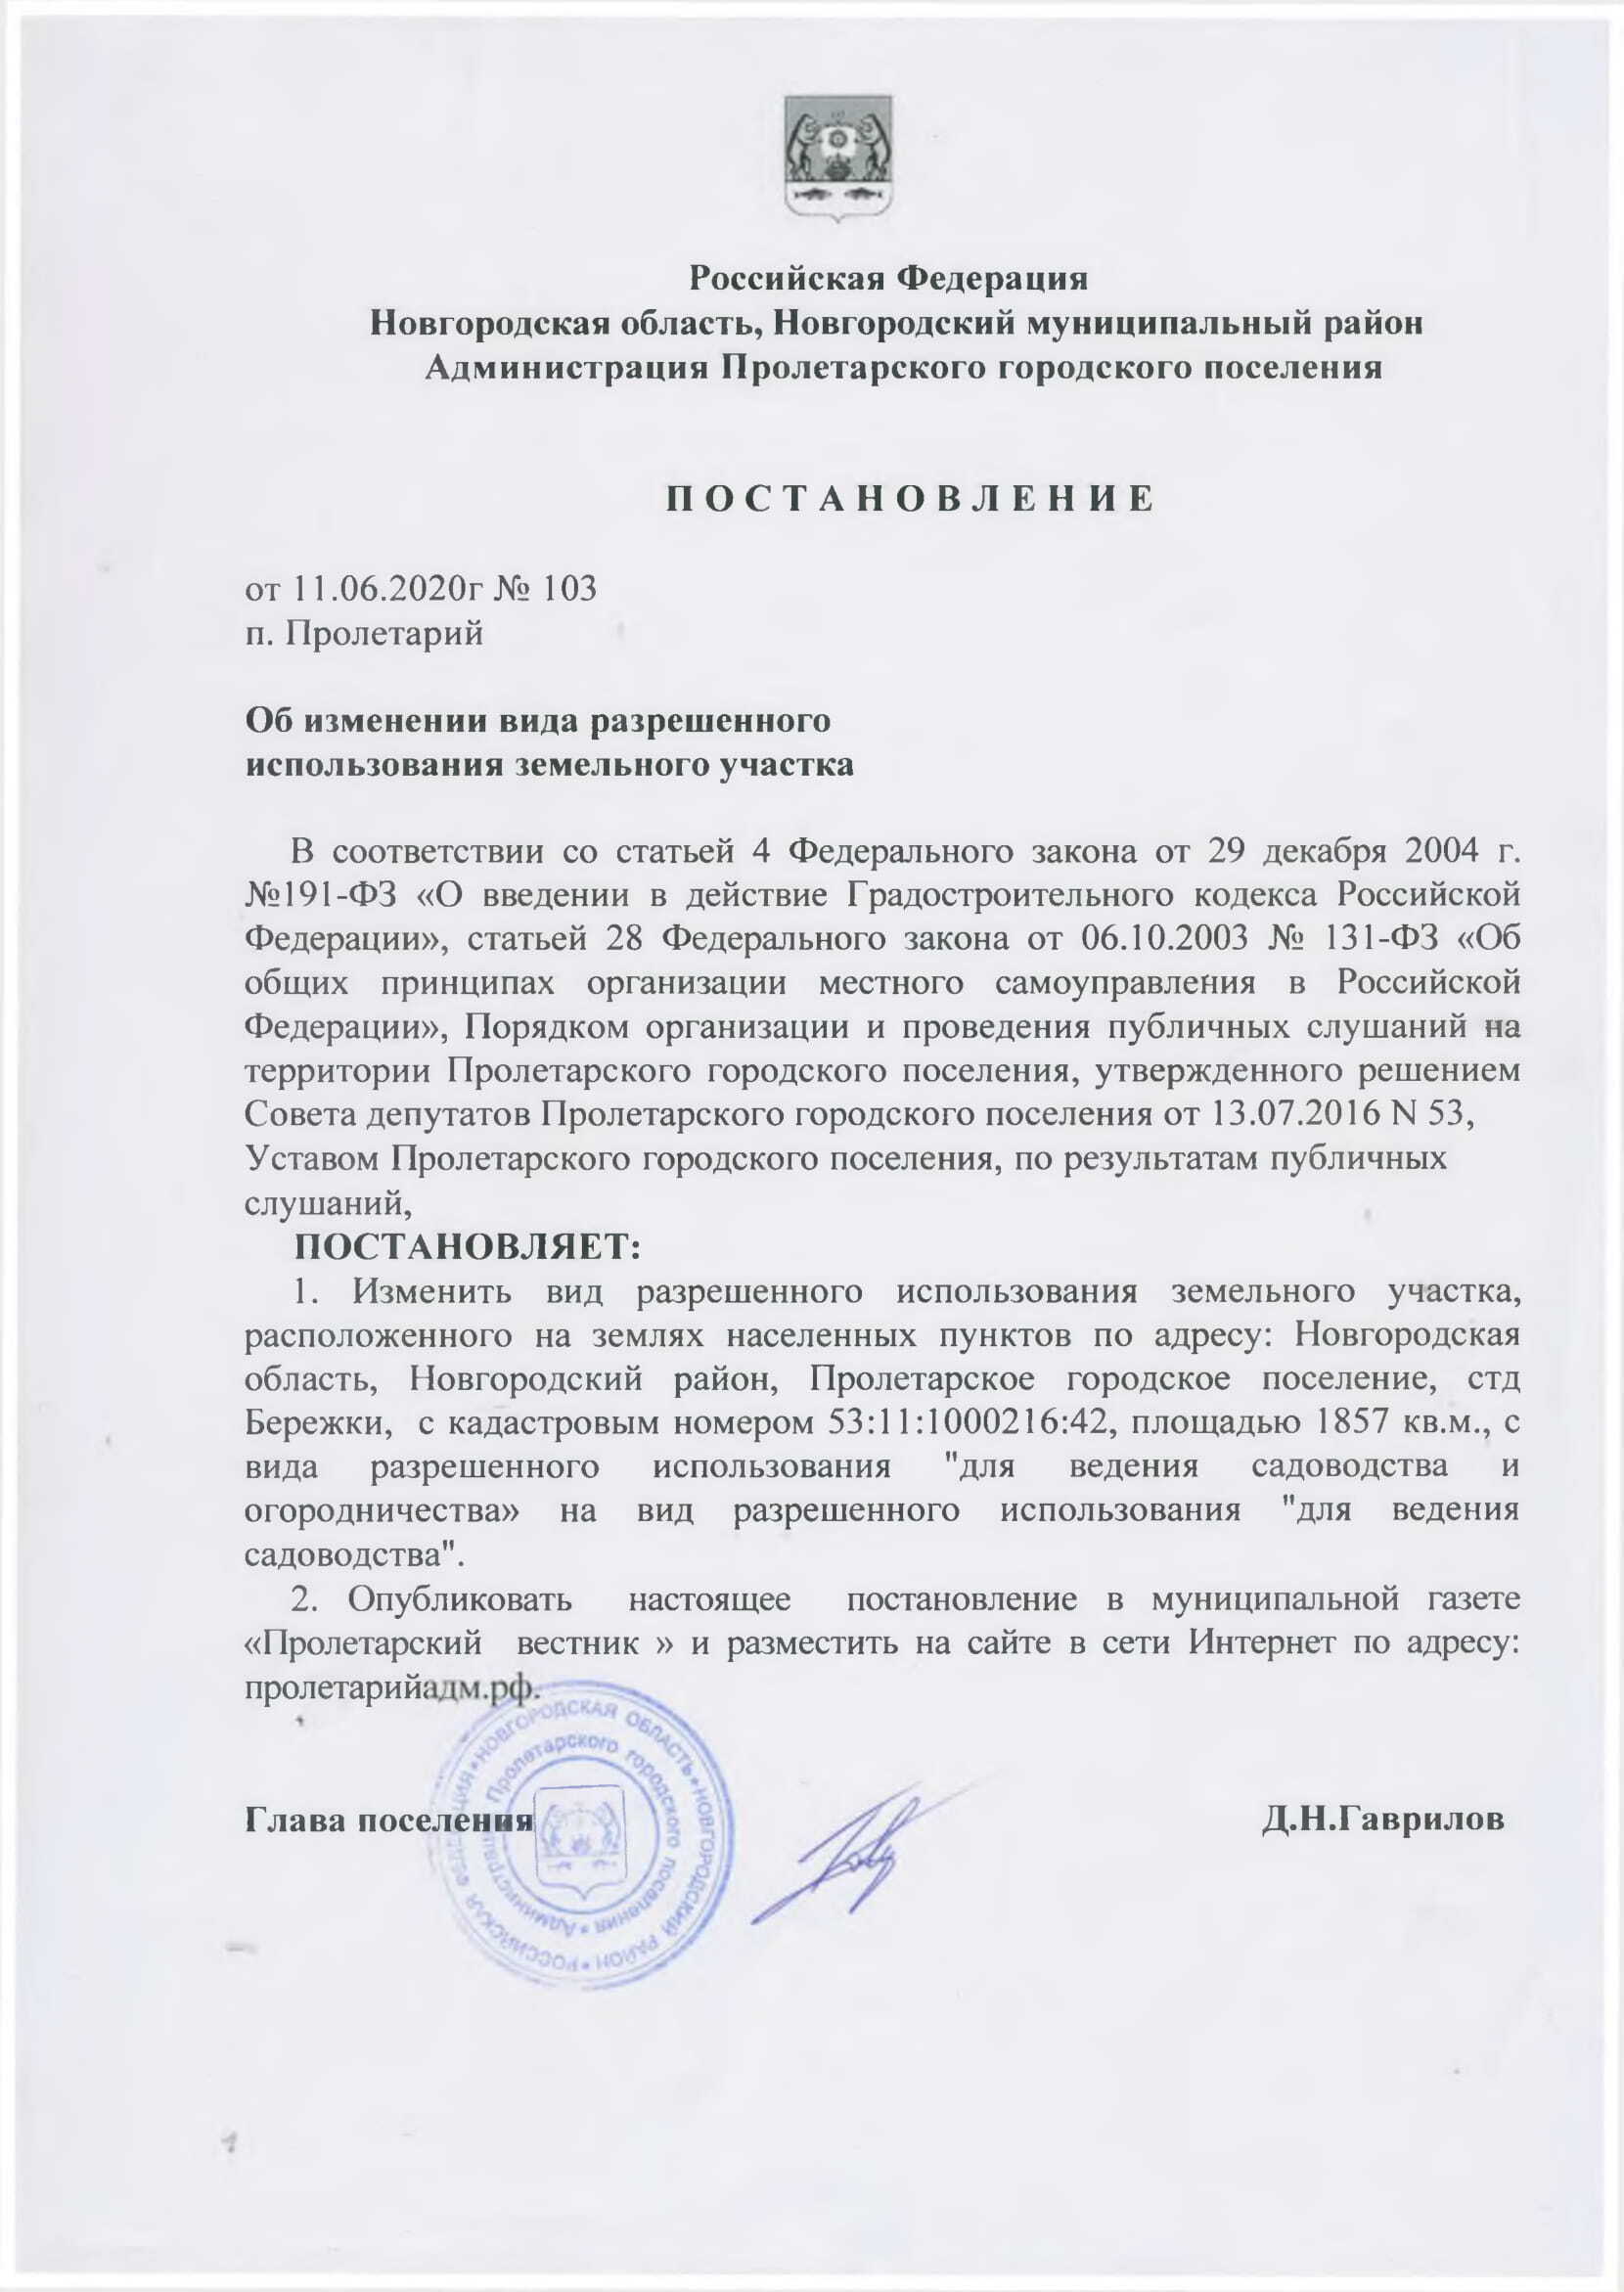 Российская Федерация
Новгородская область, Новгородский муниципальный район
Администрация Пролетарского городского поселения
П О С Т А Н О В Л Е Н И Е
от 11.06.2020г № 103
п. Пролетарий
Об изменении вида разрешенного
использования земельного участка
В соответствии со статьей 4 Федерального закона от 29 декабря 2004 г.
№191-ФЗ «О введении в действие Градостроительного кодекса Российской
Федерации», статьей 28 Федерального закона от 06.10.2003 № 131-ФЗ «Об
общих принципах организации местного самоуправления в Российской
Федерации», Порядком организации и проведения публичных слушаний на
территории Пролетарского городского поселения, утвержденного решением
Совета депутатов Пролетарского городского поселения от 13.07.2016 N 53,
Уставом Пролетарского городского поселения, по результатам публичных
слушаний,
ПОСТАНОВЛЯЕТ:
1. Изменить вид разрешенного использования земельного участка,
расположенного на землях населенных пунктов по адресу: Новгородская
область, Новгородский район, Пролетарское городское поселение, стд
Бережки, с кадастровым номером 53:11:1000216:42, площадью 1857 кв.м., с
вида разрешенного использования "для ведения садоводства и
огородничества» на вид разрешенного использования "для ведения
садоводства".
2. Опубликовать настоящее постановление в муниципальной газете
«Пролетарский вестник » и разместить на сайте в сети Интернет по адресу:
пролетарийадм.рф.
Глава поселения Д.Н.Гаврилов
РОССИЙСКАЯ ФЕДЕРАЦИЯ • НОВГОРОДСКАЯ ОБЛАСТЬ • НОВГОРОДСКИЙ РАЙОН •
Администрация Пролетарского городского поселения •